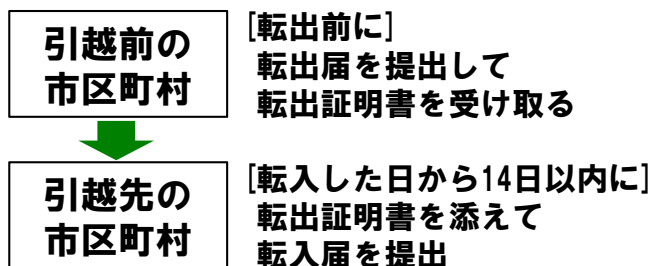 引越前の
市区町村
[転出前に]
転出届を提出して
転出証明書を受け取る
引越先の
市区町村
[転入した日から14日以内に]
転出証明書を添えて
転入届を提出